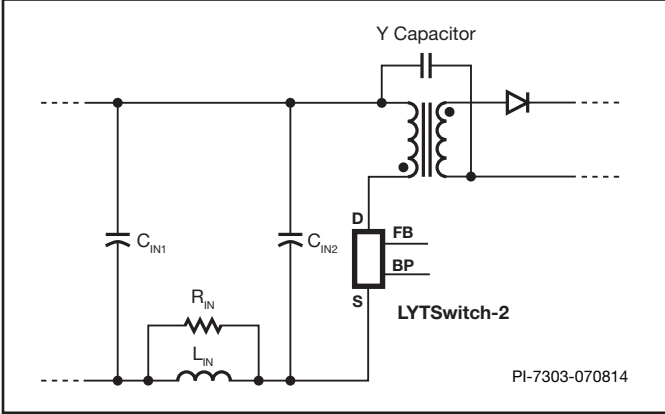 Y Capacitor
D
FB
C_IN1
C_IN2
BP
S
LYTSwitch-2
R_IN
L_IN
PI-7303-070814